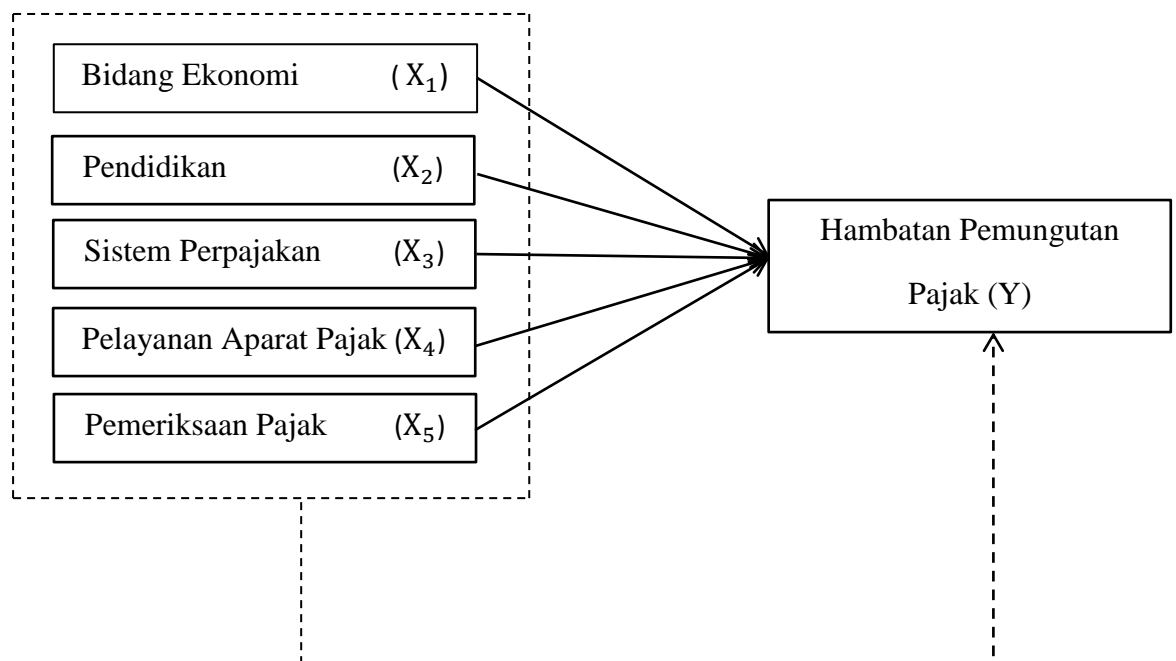 Bidang Ekonomi (X₁)
Pendidikan (X₂)
Sistem Perpajakan (X₃)
Pelayanan Aparat Pajak (X₄)
Pemeriksaan Pajak (X₅)
Hambatan Pemungutan
Pajak (Y)